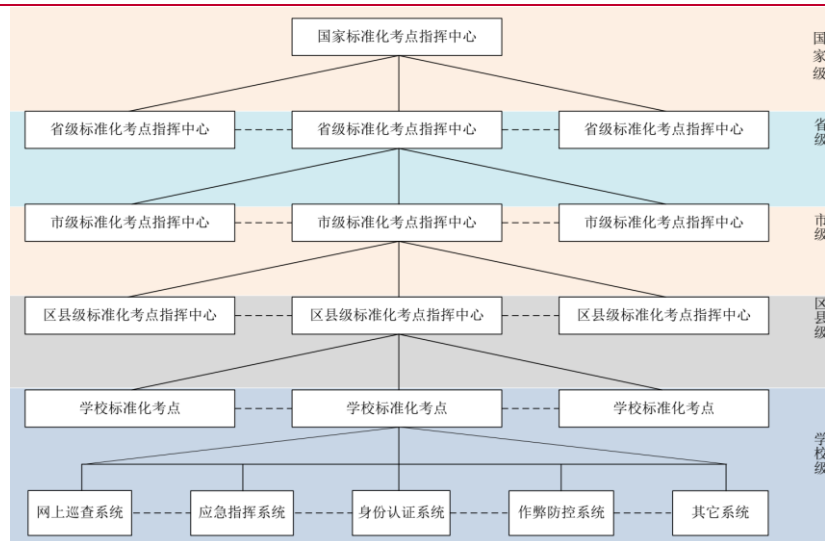 国家标准化考点指挥中心
国家级
省级标准化考点指挥中心
省级标准化考点指挥中心
省级标准化考点指挥中心
省级
市级标准化考点指挥中心
市级标准化考点指挥中心
市级标准化考点指挥中心
市级
区县级标准化考点指挥中心
区县级标准化考点指挥中心
区县级标准化考点指挥中心
区县级
学校标准化考点
学校标准化考点
学校标准化考点
学校级
网上巡查系统
应急指挥系统
身份认证系统
作弊防控系统
其它系统